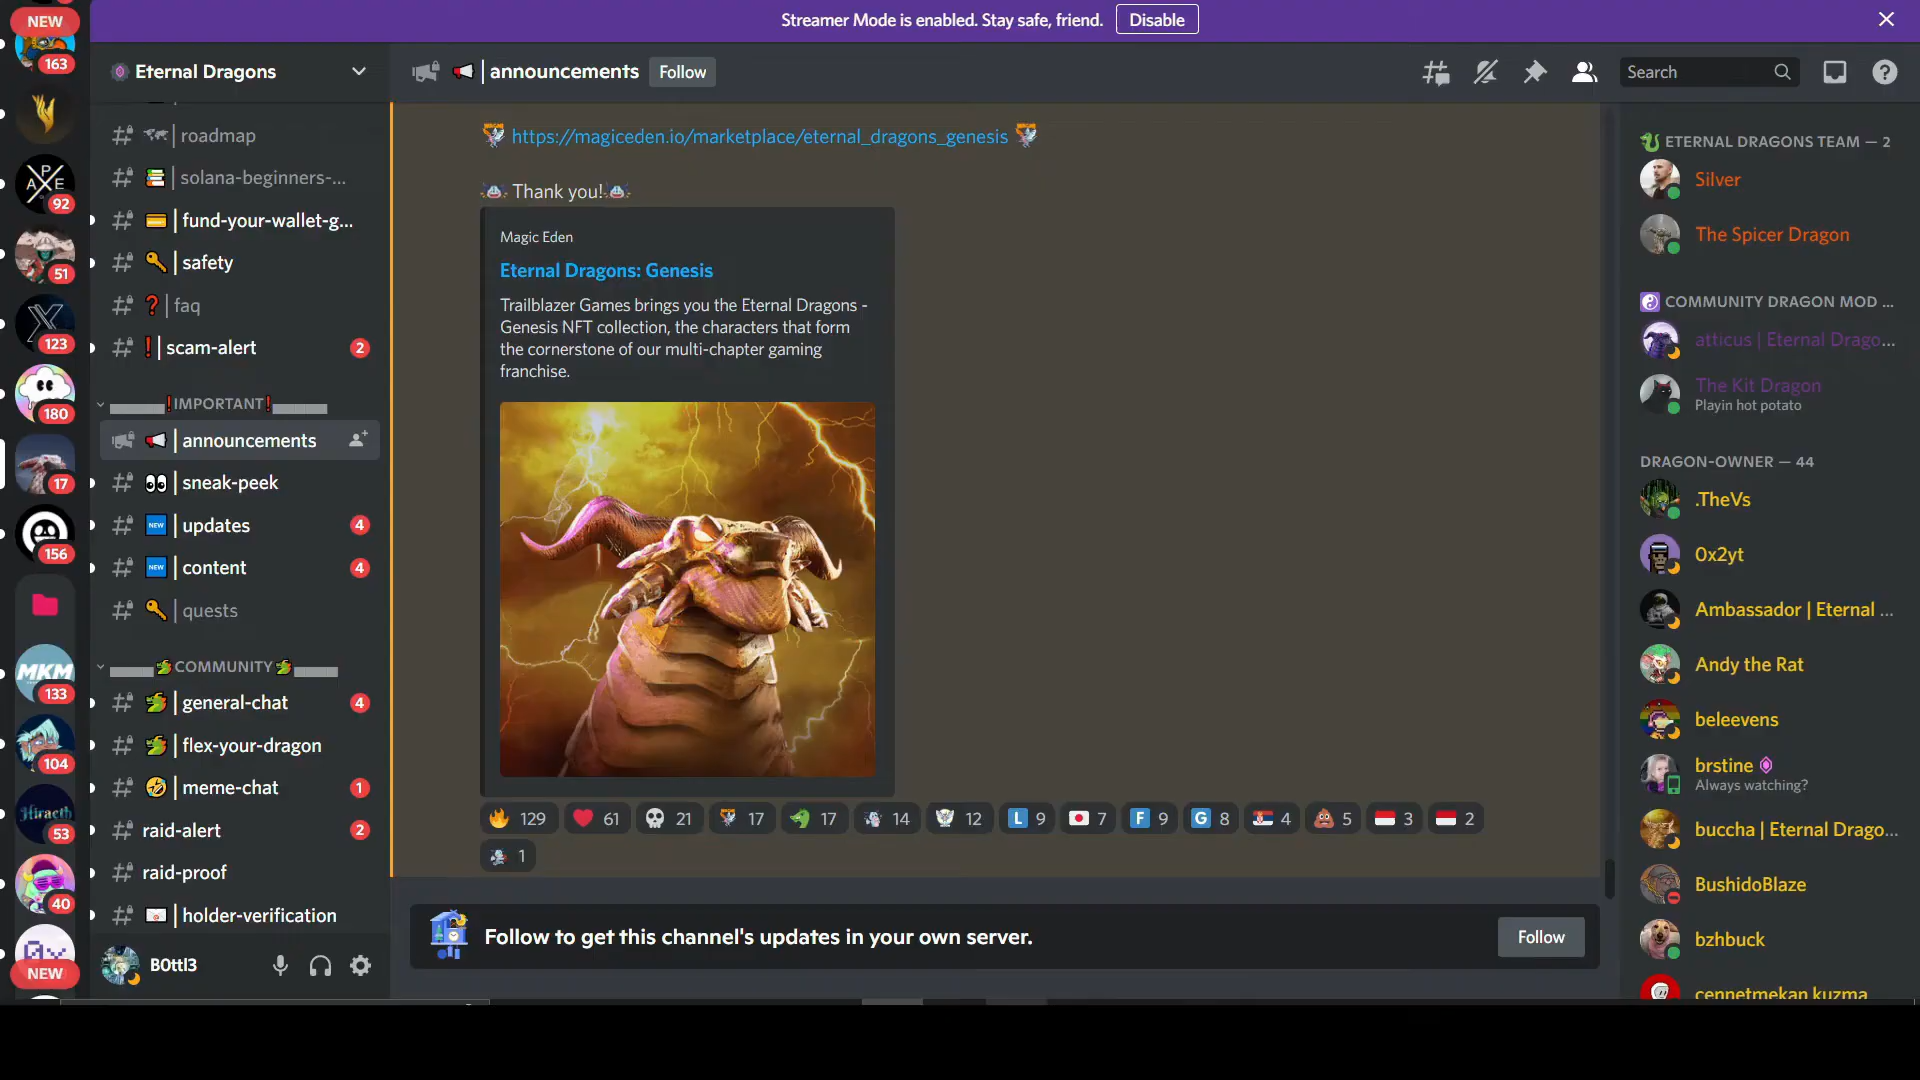 Streamer Mode is enabled. Stay safe, friend. Disable
NEW
163
APE
92
51
123
180
17
156
MKM
133
104
Hiraeth
53
40
0x
NEW
Eternal Dragons
roadmap
solana-beginners-...
fund-your-wallet-g...
safety
faq
scam-alert 2
IMPORTANT
announcements
sneak-peek
NEW updates 4
NEW content 4
quests
COMMUNITY
general-chat 4
flex-your-dragon
meme-chat 1
raid-alert 2
raid-proof
holder-verification
B0ttl3
announcements Follow
Search
https://magiceden.io/marketplace/eternal_dragons_genesis
Thank you!
Magic Eden
Eternal Dragons: Genesis
Trailblazer Games brings you the Eternal Dragons -
Genesis NFT collection, the characters that form
the cornerstone of our multi-chapter gaming
franchise.
129 61 21 17 17 14 12 L 9 7 F 9 G 8 4 5 3 2
1
Follow to get this channel's updates in your own server. Follow
ETERNAL DRAGONS TEAM — 2
Silver
The Spicer Dragon
COMMUNITY DRAGON MOD ...
atticus | Eternal Drago...
The Kit Dragon
Playin hot potato
DRAGON-OWNER — 44
.TheVs
0x2yt
Ambassador | Eternal ...
Andy the Rat
beleevens
brstine
Always watching?
buccha | Eternal Drago...
BushidoBlaze
bzhbuck
cennetmekan kuzma